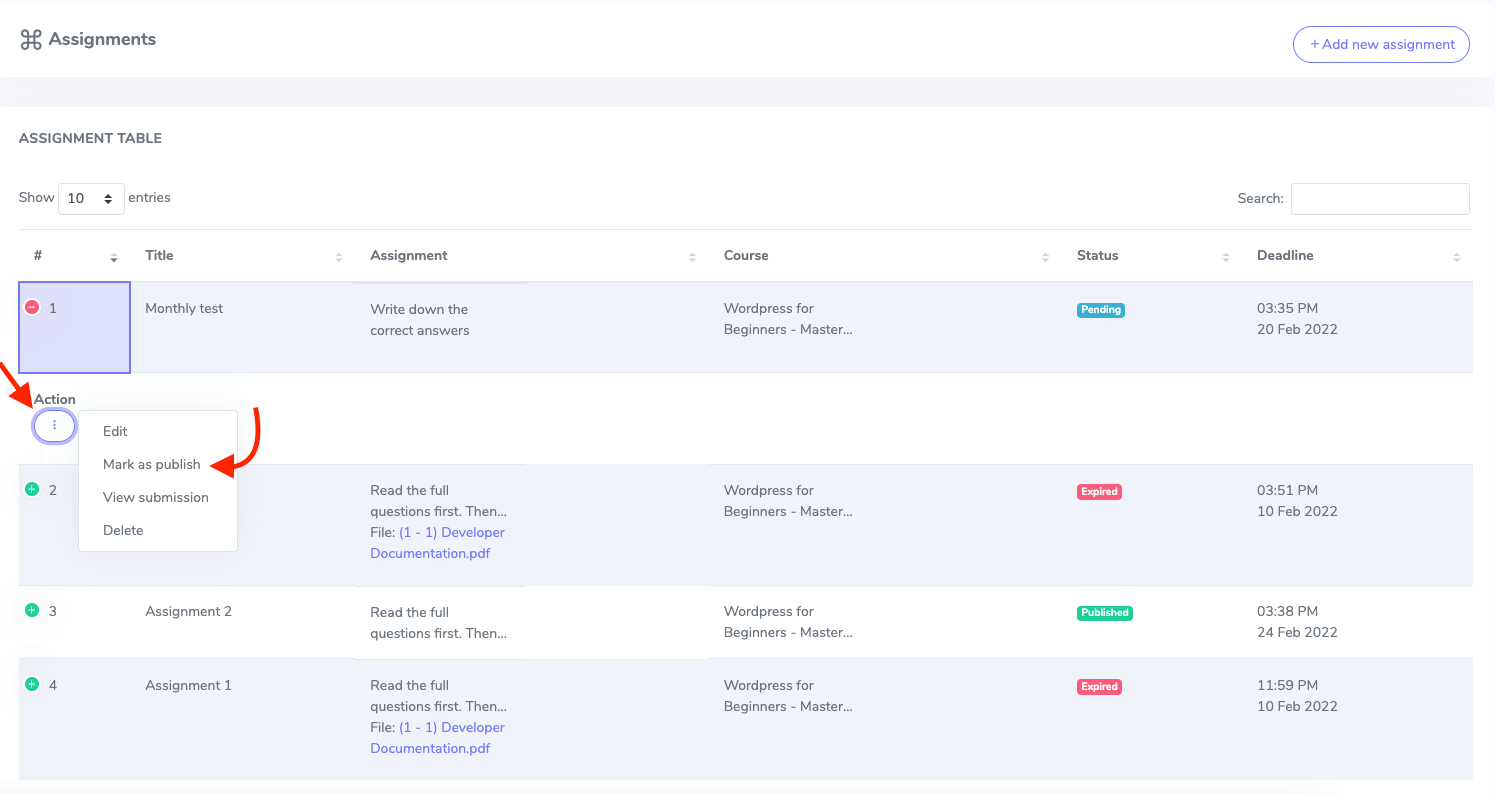 Assignments
+ Add new assignment
ASSIGNMENT TABLE
Show 10 entries
Search:
# Title Assignment Course Status Deadline
1 Monthly test Write down the Wordpress for Pending 03:35 PM
correct answers Beginners - Master... 20 Feb 2022
Action
Edit
Mark as publish
View submission
Delete
2 Read the full Wordpress for Expired 03:51 PM
questions first. Then... Beginners - Master... 10 Feb 2022
File: (1 - 1) Developer
Documentation.pdf
3 Assignment 2 Read the full Wordpress for Published 03:38 PM
questions first. Then... Beginners - Master... 24 Feb 2022
4 Assignment 1 Read the full Wordpress for Expired 11:59 PM
questions first. Then... Beginners - Master... 10 Feb 2022
File: (1 - 1) Developer
Documentation.pdf